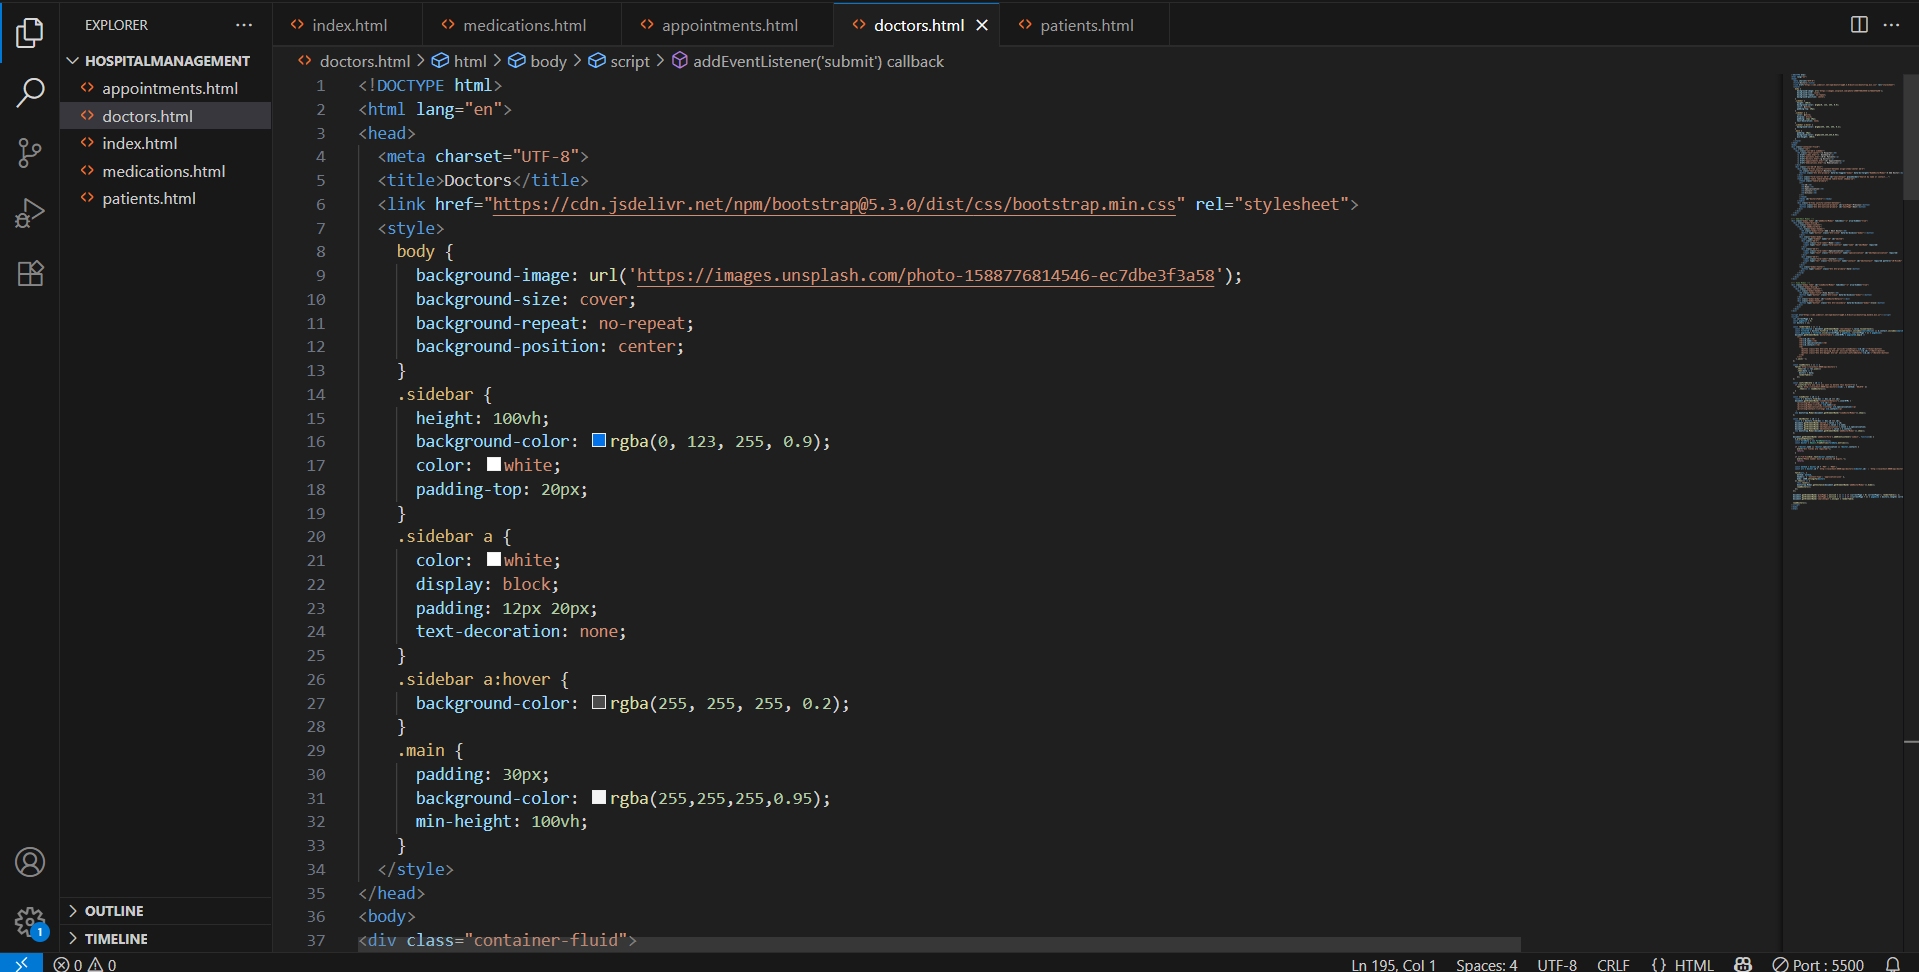 EXPLORER
HOSPITALMANAGEMENT
appointments.html
doctors.html
index.html
medications.html
patients.html
OUTLINE
TIMELINE
index.html medications.html appointments.html doctors.html patients.html
doctors.html > html > body > script > addEventListener('submit') callback
1 <!DOCTYPE html>
2 <html lang="en">
3 <head>
4 <meta charset="UTF-8">
5 <title>Doctors</title>
6 <link href="https://cdn.jsdelivr.net/npm/bootstrap@5.3.0/dist/css/bootstrap.min.css" rel="stylesheet">
7 <style>
8 body {
9 background-image: url('https://images.unsplash.com/photo-1588776814546-ec7dbe3f3a58');
10 background-size: cover;
11 background-repeat: no-repeat;
12 background-position: center;
13 }
14 .sidebar {
15 height: 100vh;
16 background-color: rgba(0, 123, 255, 0.9);
17 color: white;
18 padding-top: 20px;
19 }
20 .sidebar a {
21 color: white;
22 display: block;
23 padding: 12px 20px;
24 text-decoration: none;
25 }
26 .sidebar a:hover {
27 background-color: rgba(255, 255, 255, 0.2);
28 }
29 .main {
30 padding: 30px;
31 background-color: rgba(255,255,255,0.95);
32 min-height: 100vh;
33 }
34 </style>
35 </head>
36 <body>
37 <div class="container-fluid">
1
0 0 Ln 195, Col 1 Spaces: 4 UTF-8 CRLF {} HTML Port : 5500